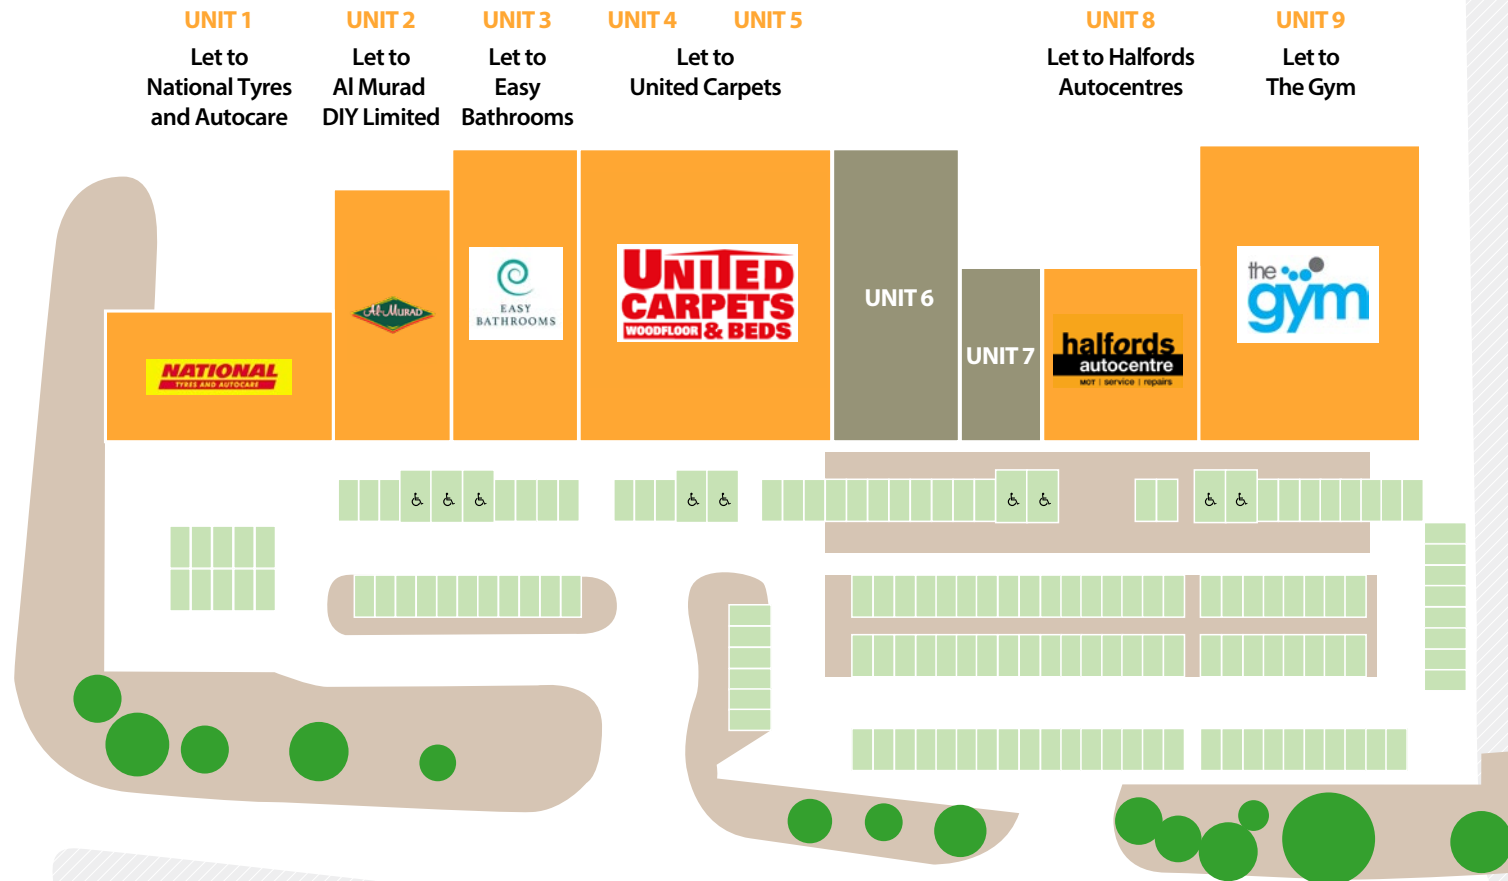 UNIT 1
Let to
National Tyres
and Autocare
UNIT 2
Let to
Al Murad
DIY Limited
UNIT 3
Let to
Easy
Bathrooms
UNIT 4 UNIT 5
Let to
United Carpets
UNIT 8
Let to Halfords
Autocentres
UNIT 9
Let to
The Gym
NATIONAL
TYRES AND AUTOCARE
Al-Murad
EASY
BATHROOMS
UNITED
CARPETS
WOODFLOOR & BEDS
UNIT 6
UNIT 7
halfords
autocentre
MOT | service | repairs
the
gym